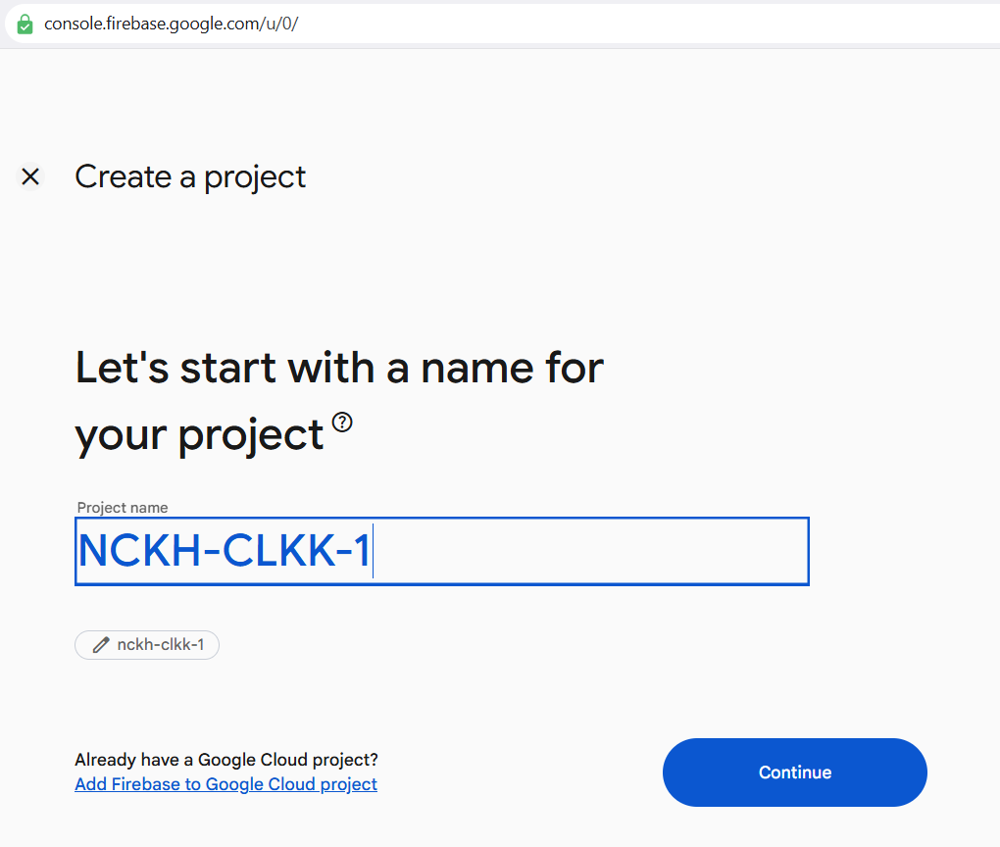 console.firebase.google.com/u/0/
Create a project
Let's start with a name for
your project ?
Project name
NCKH-CLKK-1
nckh-clkk-1
Already have a Google Cloud project?
Add Firebase to Google Cloud project
Continue